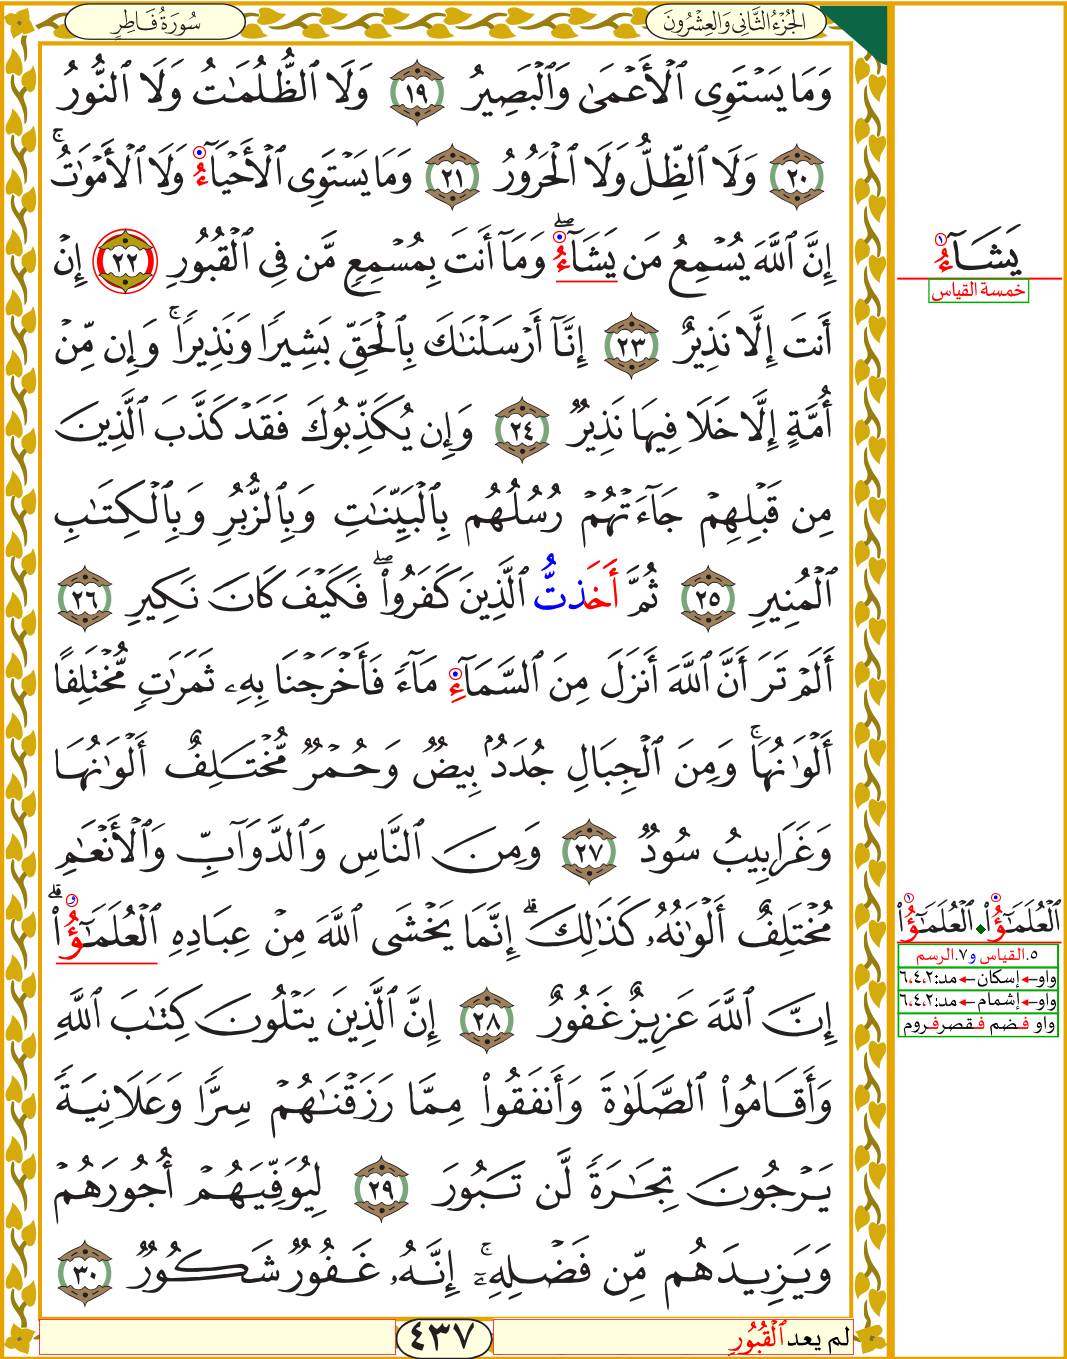 سُورَةُ فَاطِرٍ
الجُزْءُ الثَّانِي وَالعِشْرُونَ
وَمَا يَسْتَوِى ٱلْأَعْمَىٰ وَٱلْبَصِيرُ ١٩ وَلَا ٱلظُّلُمَٰتُ وَلَا ٱلنُّورُ
٢٠ وَلَا ٱلظِّلُّ وَلَا ٱلْحَرُورُ ٢١ وَمَا يَسْتَوِى ٱلْأَحْيَآءُ وَلَا ٱلْأَمْوَٰتُ ۚ
إِنَّ ٱللَّهَ يُسْمِعُ مَن يَشَآءُ ۖ وَمَآ أَنتَ بِمُسْمِعٍ مَّن فِى ٱلْقُبُورِ ٢٢ إِنْ
أَنتَ إِلَّا نَذِيرٌ ٢٣ إِنَّآ أَرْسَلْنَٰكَ بِٱلْحَقِّ بَشِيرًا وَنَذِيرًا ۚ وَإِن مِّنْ
أُمَّةٍ إِلَّا خَلَا فِيهَا نَذِيرٌ ٢٤ وَإِن يُكَذِّبُوكَ فَقَدْ كَذَّبَ ٱلَّذِينَ
مِن قَبْلِهِمْ جَآءَتْهُمْ رُسُلُهُم بِٱلْبَيِّنَٰتِ وَبِٱلزُّبُرِ وَبِٱلْكِتَٰبِ
ٱلْمُنِيرِ ٢٥ ثُمَّ أَخَذتُّ ٱلَّذِينَ كَفَرُوا۟ ۖ فَكَيْفَ كَانَ نَكِيرِ ٢٦
أَلَمْ تَرَ أَنَّ ٱللَّهَ أَنزَلَ مِنَ ٱلسَّمَآءِ مَآءً فَأَخْرَجْنَا بِهِۦ ثَمَرَٰتٍ مُّخْتَلِفًا
أَلْوَٰنُهَا ۚ وَمِنَ ٱلْجِبَالِ جُدَدٌۢ بِيضٌ وَحُمْرٌ مُّخْتَلِفٌ أَلْوَٰنُهَا
وَغَرَابِيبُ سُودٌ ٢٧ وَمِنَ ٱلنَّاسِ وَٱلدَّوَآبِّ وَٱلْأَنْعَٰمِ
مُخْتَلِفٌ أَلْوَٰنُهُۥ كَذَٰلِكَ ۗ إِنَّمَا يَخْشَى ٱللَّهَ مِنْ عِبَادِهِ ٱلْعُلَمَٰٓؤُا۟ ۗ
إِنَّ ٱللَّهَ عَزِيزٌ غَفُورٌ ٢٨ إِنَّ ٱلَّذِينَ يَتْلُونَ كِتَٰبَ ٱللَّهِ
وَأَقَامُوا۟ ٱلصَّلَوٰةَ وَأَنفَقُوا۟ مِمَّا رَزَقْنَٰهُمْ سِرًّا وَعَلَانِيَةً
يَرْجُونَ تِجَٰرَةً لَّن تَبُورَ ٢٩ لِيُوَفِّيَهُمْ أُجُورَهُمْ
وَيَزِيدَهُم مِّن فَضْلِهِۦٓ ۚ إِنَّهُۥ غَفُورٌ شَكُورٌ ٣٠
يَشَآءُ
خمسة القياس
ٱلْعُلَمَٰٓؤُا۟ ٱلْعُلَمَٰٓؤُا۟
٥.القياس و٧.الرسم
واو←إسكان←مد:٦،٤،٢
واو←إشمام←مد:٦،٤،٢
واو فضم فقصرفروم
لم يعد ٱلْقُبُورِ
٤٣٧